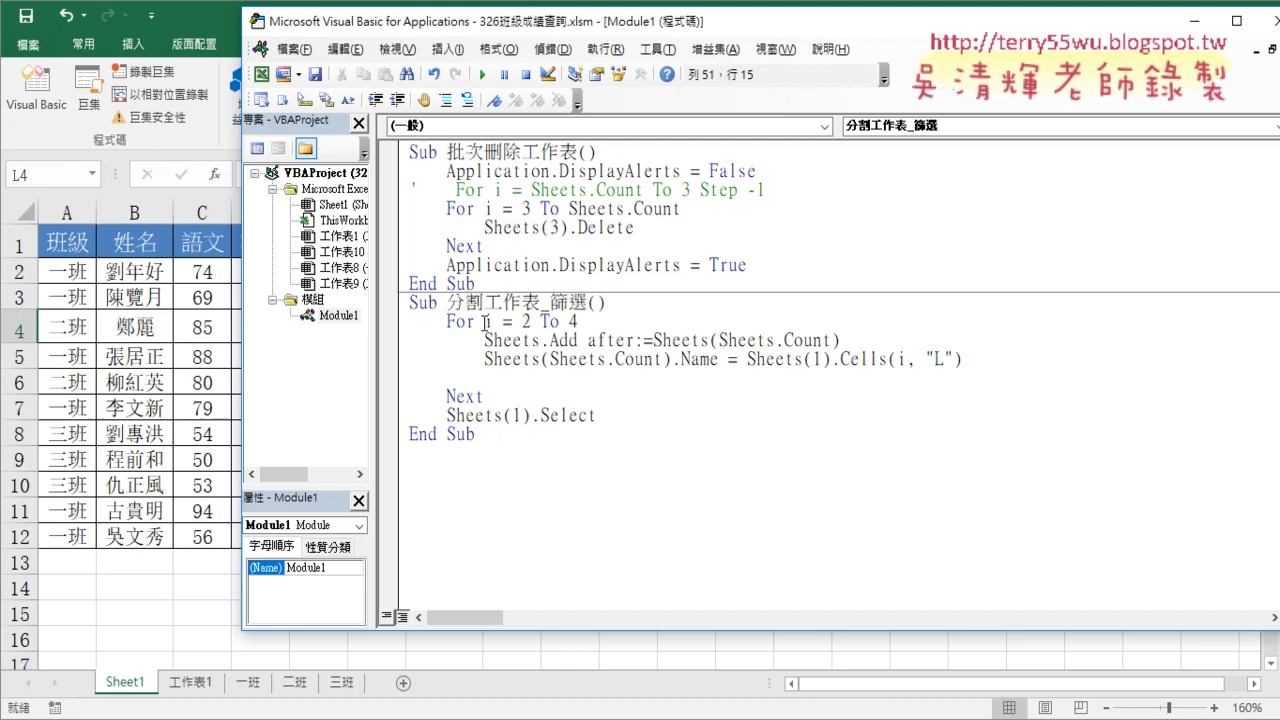 Microsoft Visual Basic for Applications - 326班級成績查詢.xlsm - [Module1 (程式碼)]
檔案 常用 插入 版面配置
檔案(F) 編輯(E) 檢視(V) 插入(I) 格式(O) 偵錯(D) 執行(R) 工具(T) 增益集(A) 視窗(W) 說明(H)
http://terry55wu.blogspot.tw
吳清輝老師錄製
列 51，行 15
Visual Basic 巨集
錄製巨集
以相對位置錄製
巨集安全性
程式碼
專案 - VBAProject
(一般) 分割工作表_篩選
VBAProject (32
Microsoft Exce
Sheet1 (Sh
ThisWorkb
工作表1 (
工作表10
工作表8 (
工作表9 (
模組
Module1
屬性 - Module1
Module1 Module
字母順序 性質分類
(Name) Module1
Sub 批次刪除工作表()
Application.DisplayAlerts = False
' For i = Sheets.Count To 3 Step -1
For i = 3 To Sheets.Count
Sheets(3).Delete
Next
Application.DisplayAlerts = True
End Sub
Sub 分割工作表_篩選()
For i = 2 To 4
Sheets.Add after:=Sheets(Sheets.Count)
Sheets(Sheets.Count).Name = Sheets(1).Cells(i, "L")
Next
Sheets(1).Select
End Sub
L4 fx
A B C
1 班級 姓名 語文
2 一班 劉年好 74
3 一班 陳覽月 69
4 二班 鄭麗 85
5 一班 張居正 88
6 二班 柳紅英 80
7 一班 李文新 79
8 三班 劉專洪 54
9 三班 程前和 50
10 三班 仇正風 53
11 一班 古貴明 94
12 一班 吳文秀 56
13
14
15
16
17
Sheet1 工作表1 一班 二班 三班
就緒 160%